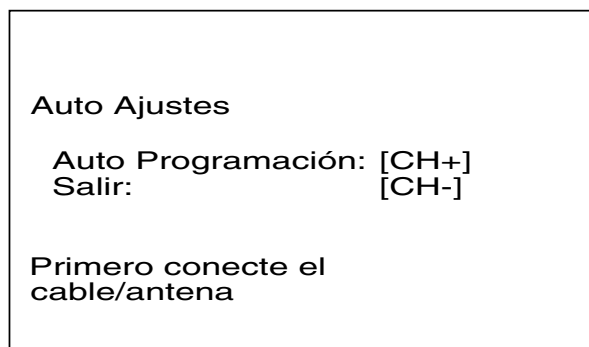 Auto Ajustes
Auto Programación: [CH+]
Salir: [CH-]
Primero conecte el
cable/antena